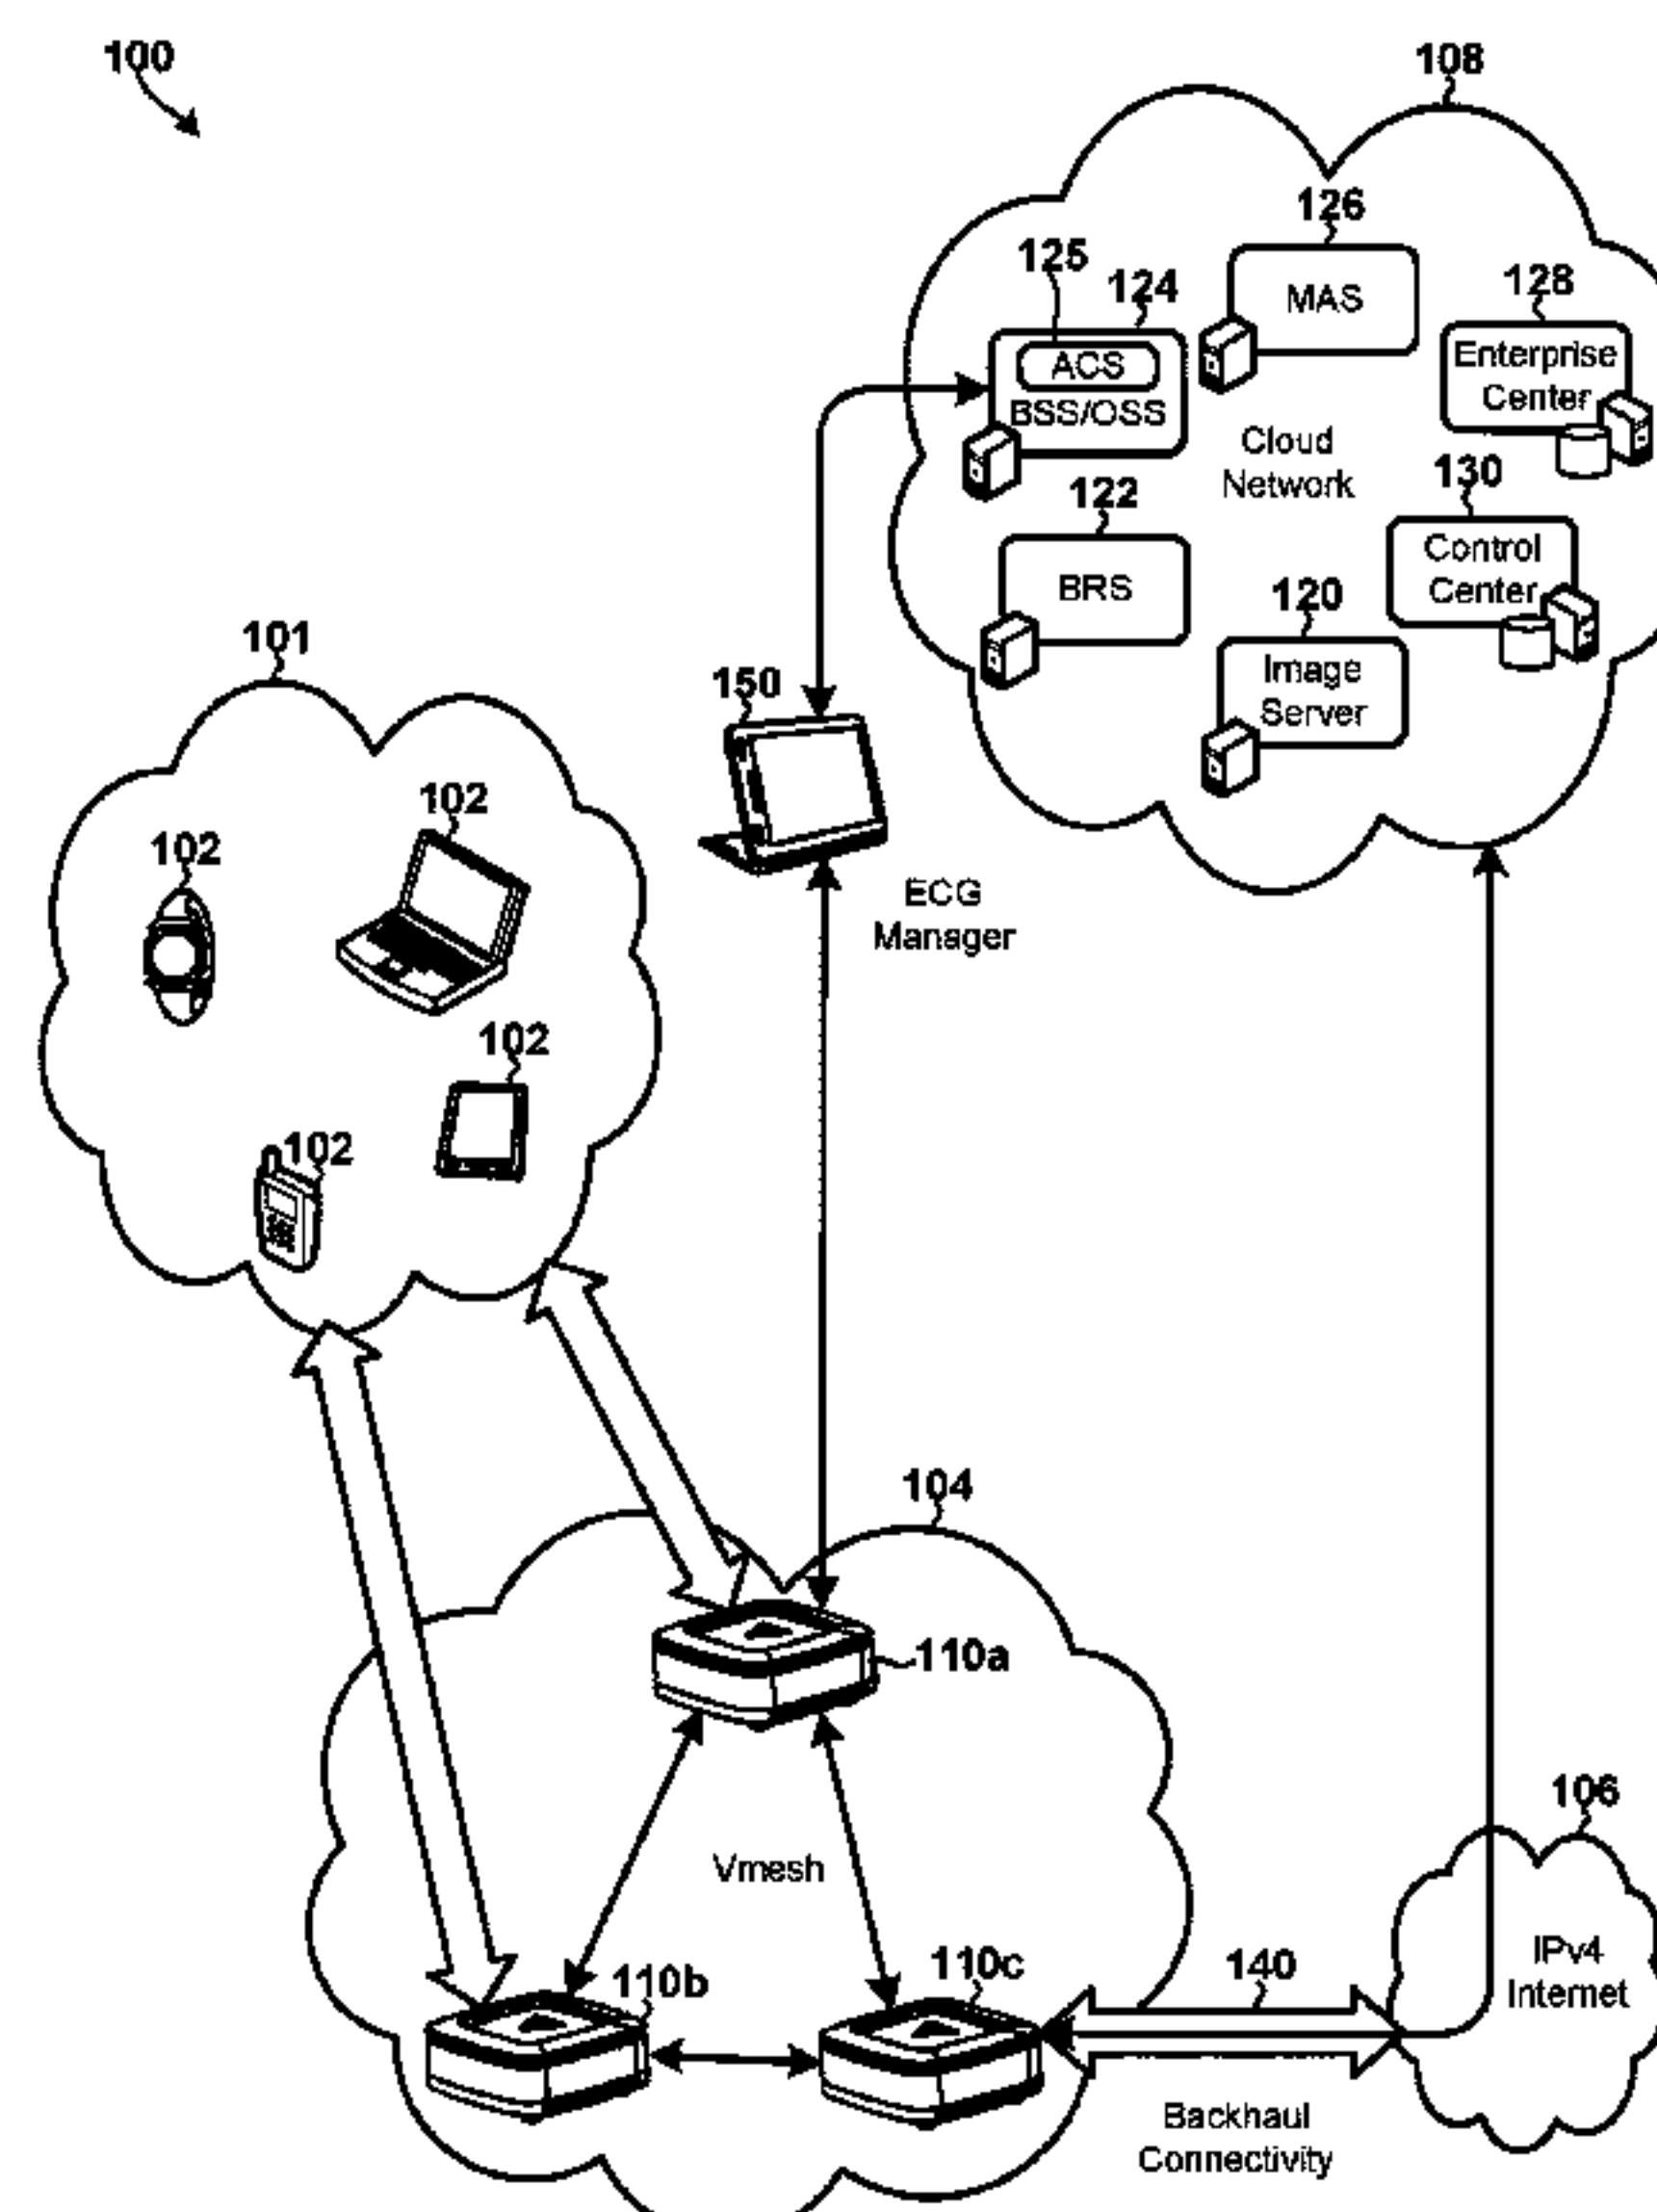 100
108
126
MAS
125
124
ACS
BSS/OSS
128
Enterprise
Center
Cloud
Network
122
BRS
130
Control
Center
120
Image
Server
101
150
102
102
ECG
Manager
102
102
104
110a
106
Vmesh
IPv4
Internet
110b
110c
140
Backhaul
Connectivity